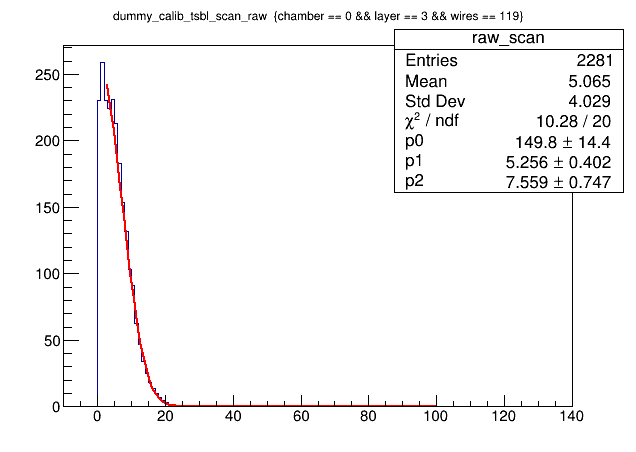 dummy_calib_tsbl_scan_raw {chamber == 0 && layer == 3 && wires == 119}
raw_scan
Entries 2281
Mean 5.065
Std Dev 4.029
χ² / ndf 10.28 / 20
p0 149.8 ± 14.4
p1 5.256 ± 0.402
p2 7.559 ± 0.747
250
200
150
100
50
0
0 20 40 60 80 100 120 140